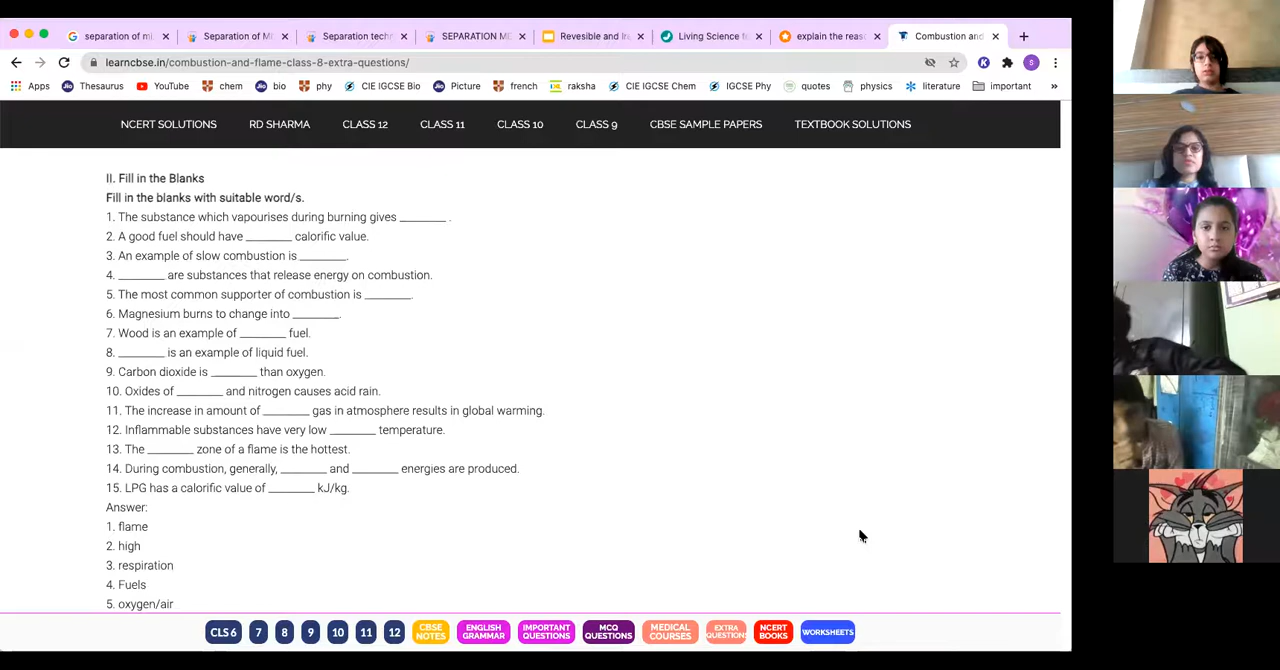 separation of mi
Separation of Mi
Separation techn
SEPARATION M
Revesible and Irre
Living Science fo
explain the reaso
Combustion and
learncbse.in/combustion-and-flame-class-8-extra-questions/
Apps
Thesaurus
YouTube
chem
bio
phy
CIE IGCSE Bio
Picture
french
raksha
CIE IGCSE Chem
IGCSE Phy
quotes
physics
literature
important
NCERT SOLUTIONS
RD SHARMA
CLASS 12
CLASS 11
CLASS 10
CLASS 9
CBSE SAMPLE PAPERS
TEXTBOOK SOLUTIONS
II. Fill in the Blanks
Fill in the blanks with suitable word/s.
1. The substance which vapourises during burning gives ________ .
2. A good fuel should have ________ calorific value.
3. An example of slow combustion is ________.
4. ________ are substances that release energy on combustion.
5. The most common supporter of combustion is ________.
6. Magnesium burns to change into ________.
7. Wood is an example of ________ fuel.
8. ________ is an example of liquid fuel.
9. Carbon dioxide is ________ than oxygen.
10. Oxides of ________ and nitrogen causes acid rain.
11. The increase in amount of ________ gas in atmosphere results in global warming.
12. Inflammable substances have very low ________ temperature.
13. The ________ zone of a flame is the hottest.
14. During combustion, generally, ________ and ________ energies are produced.
15. LPG has a calorific value of ________ kJ/kg.
Answer:
1. flame
2. high
3. respiration
4. Fuels
5. oxygen/air
CLS 6
7
8
9
10
11
12
CBSE NOTES
ENGLISH GRAMMAR
IMPORTANT QUESTIONS
MCQ QUESTIONS
MEDICAL COURSES
EXTRA QUESTIONS
NCERT BOOKS
WORKSHEETS